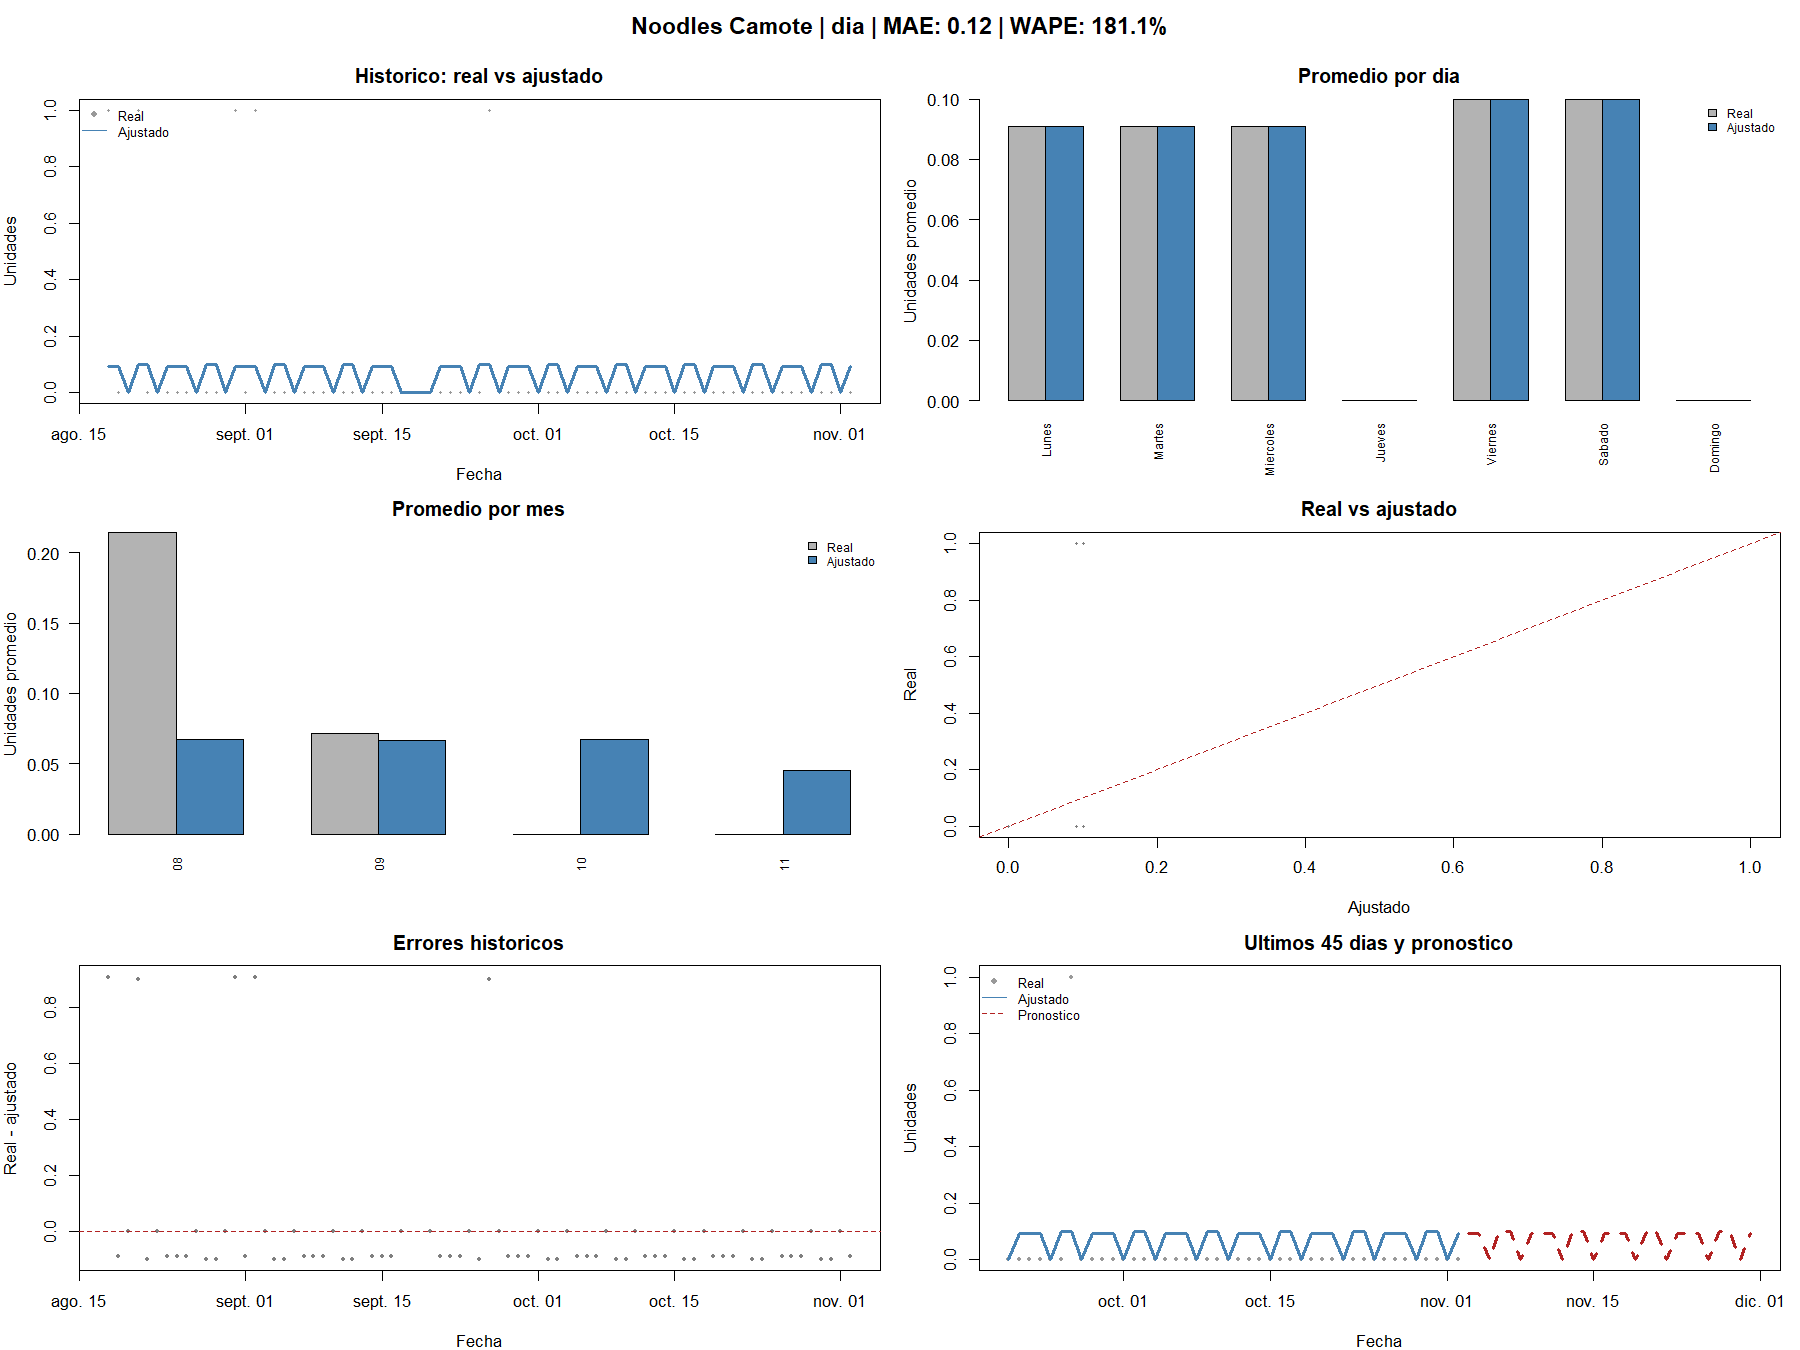 Noodles Camote | dia | MAE: 0.12 | WAPE: 181.1%
Historico: real vs ajustado
Unidades
1.0
0.8
0.6
0.4
0.2
0.0
Real
Ajustado
ago. 15
sept. 01
sept. 15
oct. 01
oct. 15
nov. 01
Fecha
Promedio por dia
Unidades promedio
0.10
0.08
0.06
0.04
0.02
0.00
Real
Ajustado
Lunes
Martes
Miercoles
Jueves
Viernes
Sabado
Domingo
Promedio por mes
Unidades promedio
0.20
0.15
0.10
0.05
0.00
Real
Ajustado
08
09
10
11
Real vs ajustado
Real
1.0
0.8
0.6
0.4
0.2
0.0
0.0
0.2
0.4
0.6
0.8
1.0
Ajustado
Errores historicos
Real - ajustado
0.8
0.6
0.4
0.2
0.0
ago. 15
sept. 01
sept. 15
oct. 01
oct. 15
nov. 01
Fecha
Ultimos 45 dias y pronostico
Unidades
1.0
0.8
0.6
0.4
0.2
0.0
Real
Ajustado
Pronostico
oct. 01
oct. 15
nov. 01
nov. 15
dic. 01
Fecha